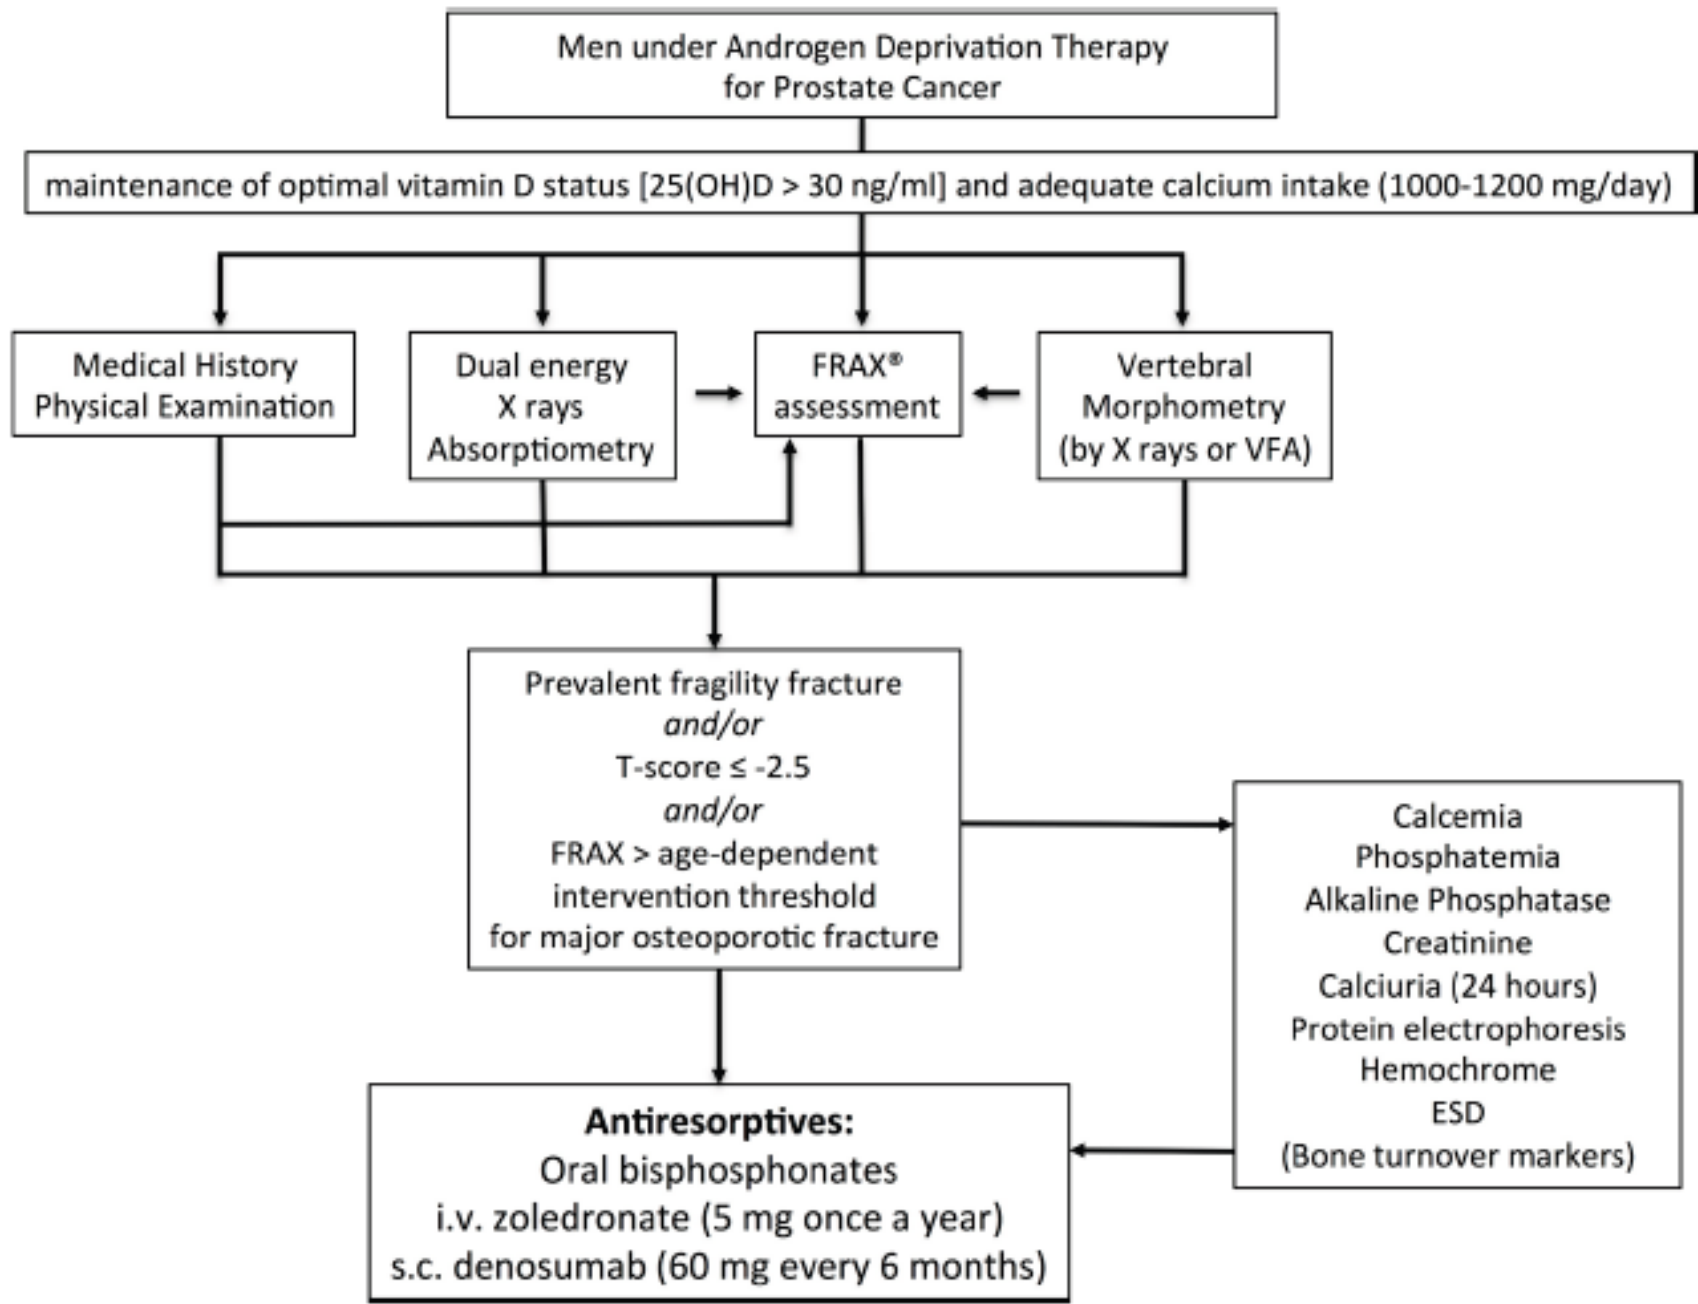 Men under Androgen Deprivation Therapy
for Prostate Cancer
maintenance of optimal vitamin D status [25(OH)D > 30 ng/ml] and adequate calcium intake (1000-1200 mg/day)
Medical History
Physical Examination
Dual energy
X rays
Absorptiometry
FRAX®
assessment
Vertebral
Morphometry
(by X rays or VFA)
Prevalent fragility fracture
and/or
T-score ≤ -2.5
and/or
FRAX > age-dependent
intervention threshold
for major osteoporotic fracture
Calcemia
Phosphatemia
Alkaline Phosphatase
Creatinine
Calciuria (24 hours)
Protein electrophoresis
Hemochrome
ESD
(Bone turnover markers)
Antiresorptives:
Oral bisphosphonates
i.v. zoledronate (5 mg once a year)
s.c. denosumab (60 mg every 6 months)